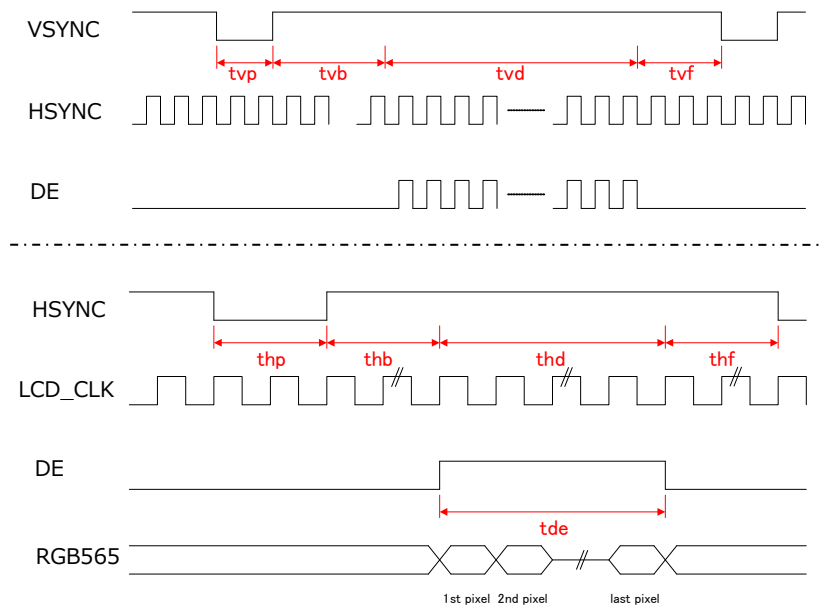 VSYNC
tvp tvb tvd tvf
HSYNC
DE
HSYNC
thp thb thd thf
LCD_CLK
DE
tde
RGB565
1st pixel 2nd pixel last pixel